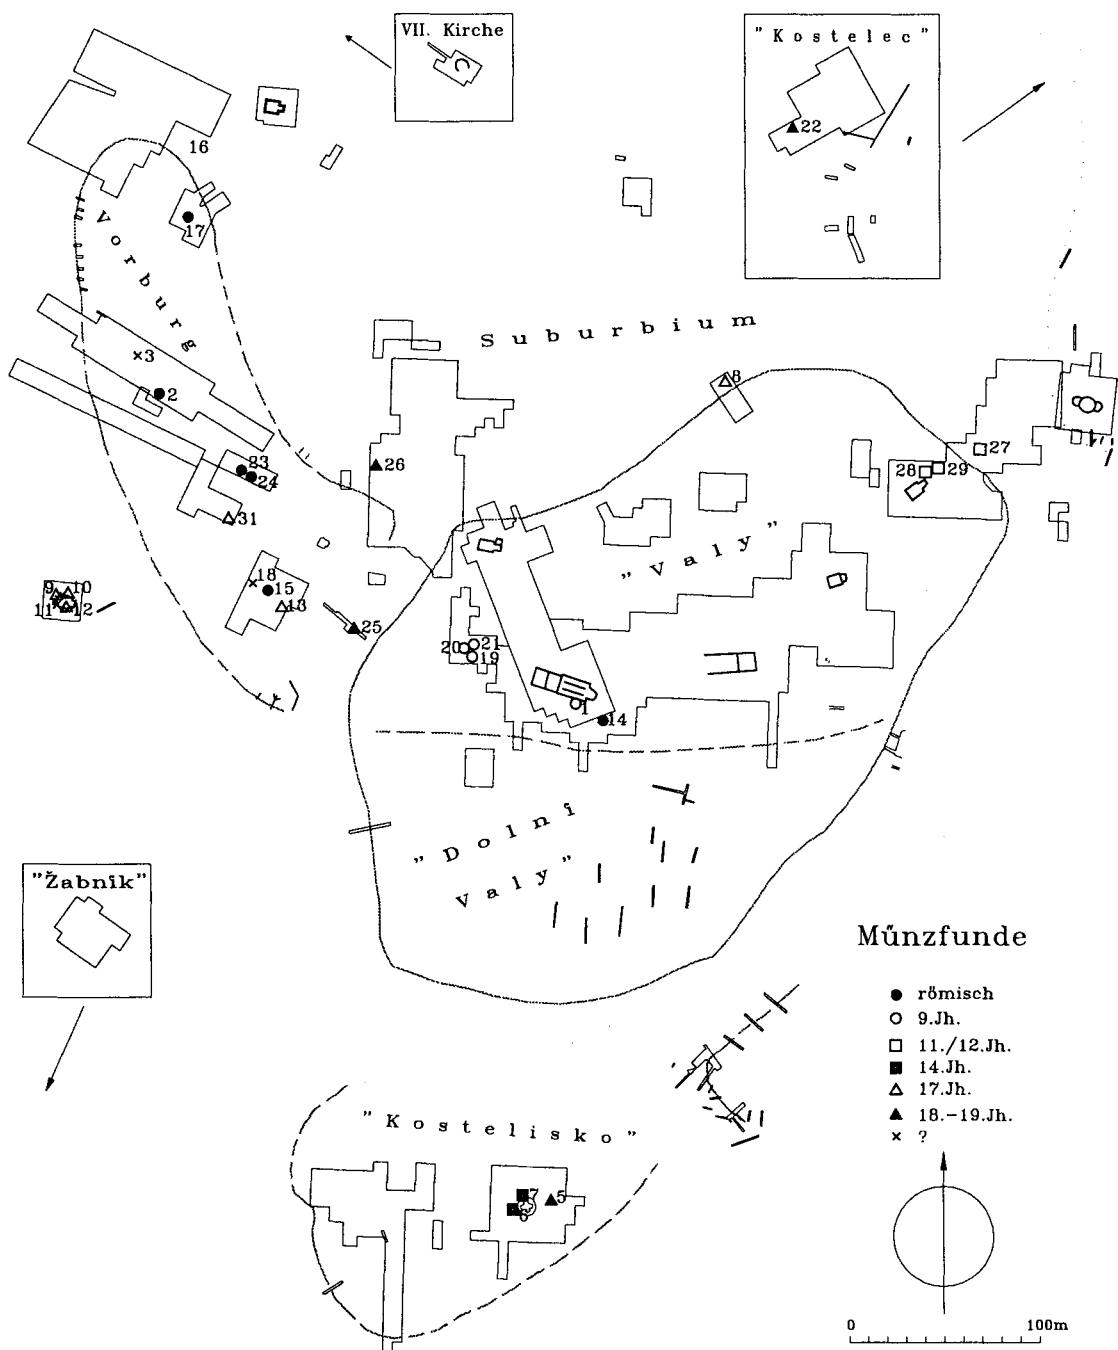 VII. Kirche
"Kostelec"
22
16
17
Vorburg
Suburbium
3
2
8
23
24
26
27
28
29
31
"Valy"
9
10
11
12
18
15
13
25
20
21
19
1
14
"Dolní
Valy"
"Žabník"
Münzfunde
römisch
9.Jh.
11./12.Jh.
14.Jh.
17.Jh.
18.-19.Jh.
?
"Kostelisko"
7
5
6
0
100m